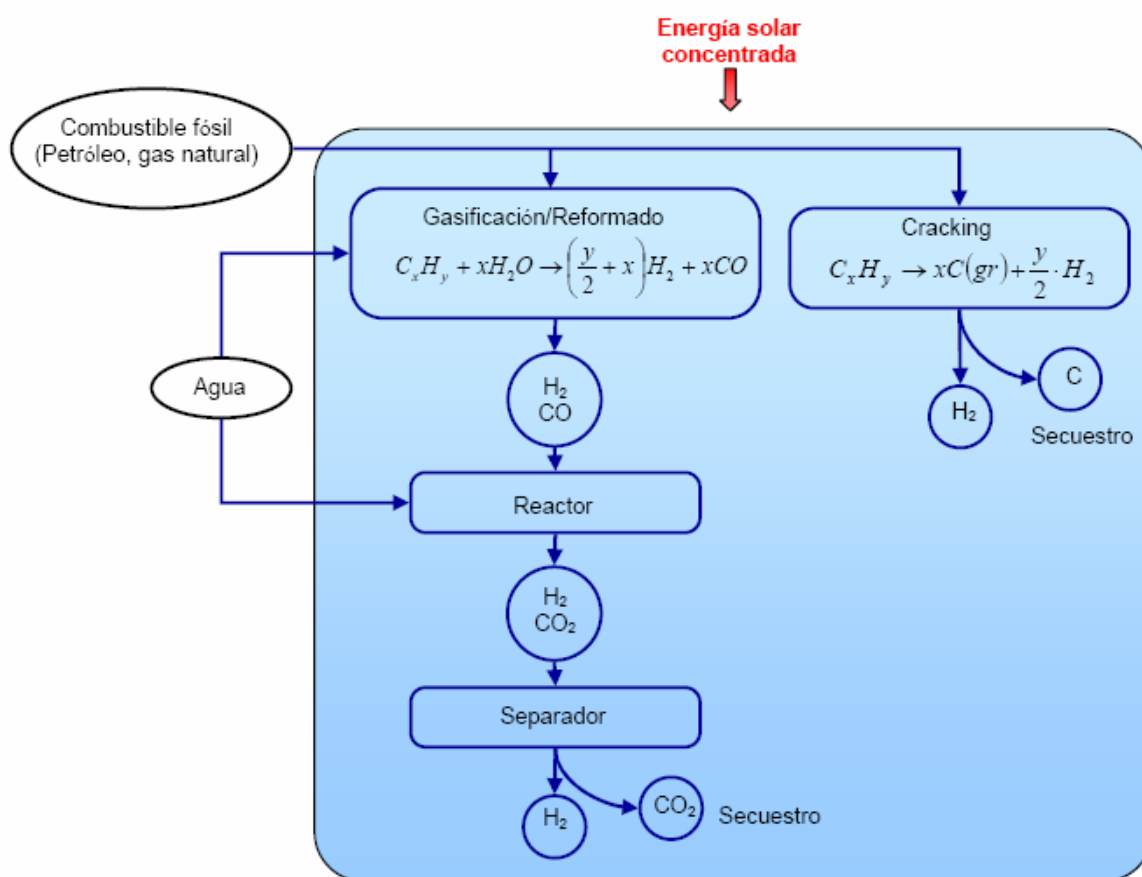 Energía solar
concentrada
Combustible fósil
(Petróleo, gas natural)
Gasificación/Reformado
C_xH_y + xH_2O → (y/2 + x)H_2 + xCO
Cracking
C_xH_y → xC(gr) + y/2 · H_2
Agua
H₂
CO
H₂
C
Secuestro
Reactor
H₂
CO₂
Separador
H₂
CO₂
Secuestro